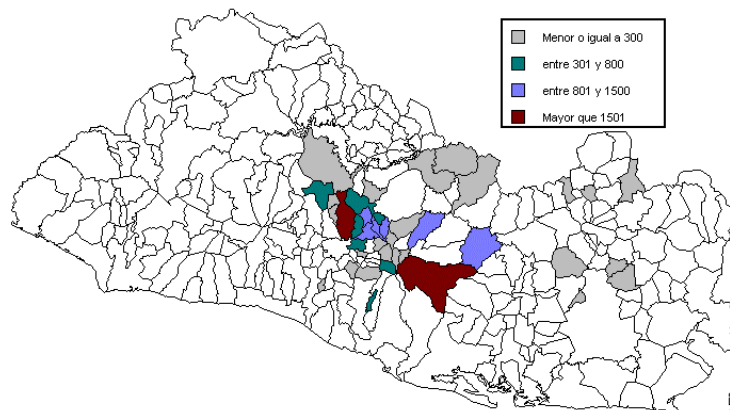 Menor o igual a 300
entre 301 y 800
entre 801 y 1500
Mayor que 1501